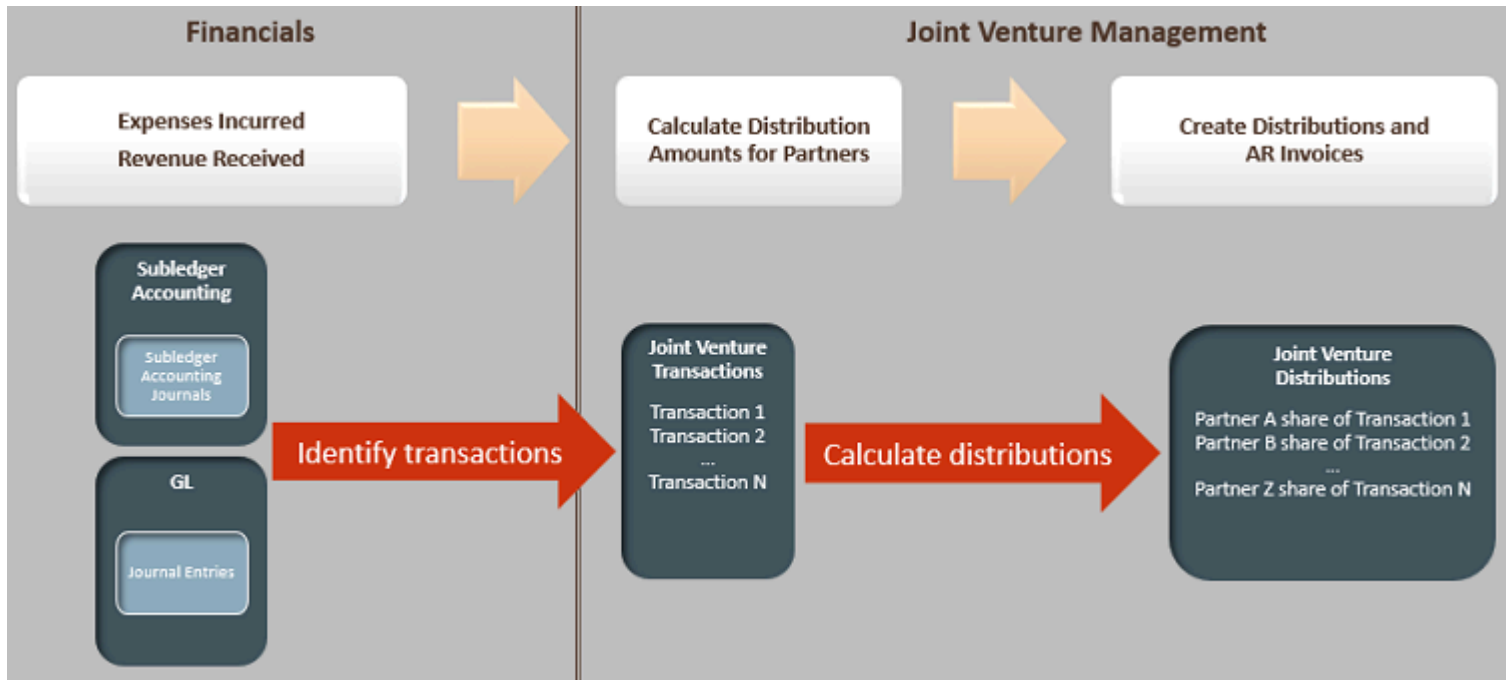 Financials
Joint Venture Management
Expenses Incurred
Revenue Received
Calculate Distribution
Amounts for Partners
Create Distributions and
AR Invoices
Subledger
Accounting
Subledger
Accounting
Journals
GL
Journal Entries
Identify transactions
Joint Venture
Transactions
Transaction 1
Transaction 2
...
Transaction N
Calculate distributions
Joint Venture
Distributions
Partner A share of Transaction 1
Partner B share of Transaction 2
...
Partner Z share of Transaction N